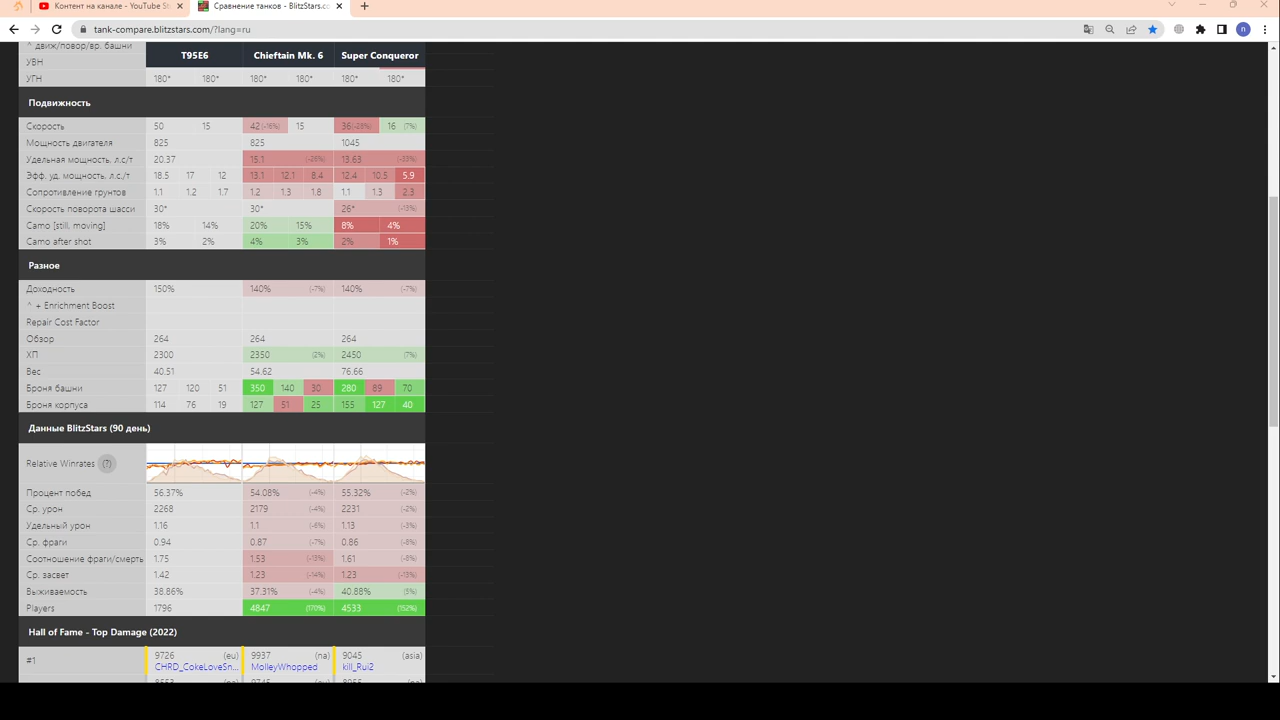 Контент на канале - YouTube St
Сравнение танков - BlitzStars.co
tank-compare.blitzstars.com/?lang=ru
n
^ движ/повор/вр. башни
T95E6 Chieftain Mk. 6 Super Conqueror
УВН
УГН 180° 180° 180° 180° 180° 180°
Подвижность
Скорость 50 15 42 (-16%) 15 36 (-28%) 16 (7%)
Мощность двигателя 825 825 1045
Удельная мощность. л.с/т 20.37 15.1 (-26%) 13.63 (-33%)
Эфф. уд. мощность. л.с./т 18.5 17 12 13.1 12.1 8.4 12.4 10.5 5.9
Сопротивление грунтов 1.1 1.2 1.7 1.2 1.3 1.8 1.1 1.3 2.3
Скорость поворота шасси 30° 30° 26° (-13%)
Camo [still, moving] 18% 14% 20% 15% 8% 4%
Camo after shot 3% 2% 4% 3% 2% 1%
Разное
Доходность 150% 140% (-7%) 140% (-7%)
^ + Enrichment Boost
Repair Cost Factor
Обзор 264 264 264
ХП 2300 2350 (2%) 2450 (7%)
Вес 40.51 54.62 76.66
Броня башни 127 120 51 350 140 30 280 89 70
Броня корпуса 114 76 19 127 51 25 155 127 40
Данные BlitzStars (90 день)
Relative Winrates (?)
Процент побед 56.37% 54.08% (-4%) 55.32% (-2%)
Ср. урон 2268 2179 (-4%) 2231 (-2%)
Удельный урон 1.16 1.1 (-6%) 1.13 (-3%)
Ср. фраги 0.94 0.87 (-7%) 0.86 (-8%)
Соотношение фраги/смерть 1.75 1.53 (-13%) 1.61 (-8%)
Ср. засвет 1.42 1.23 (-14%) 1.23 (-13%)
Выживаемость 38.86% 37.31% (-4%) 40.88% (5%)
Players 1796 4847 (170%) 4533 (152%)
Hall of Fame - Top Damage (2022)
#1 9726 (eu) 9937 (na) 9045 (asia)
CHRD_CokeLoveSn... MolleyWhopped kill_Rui2